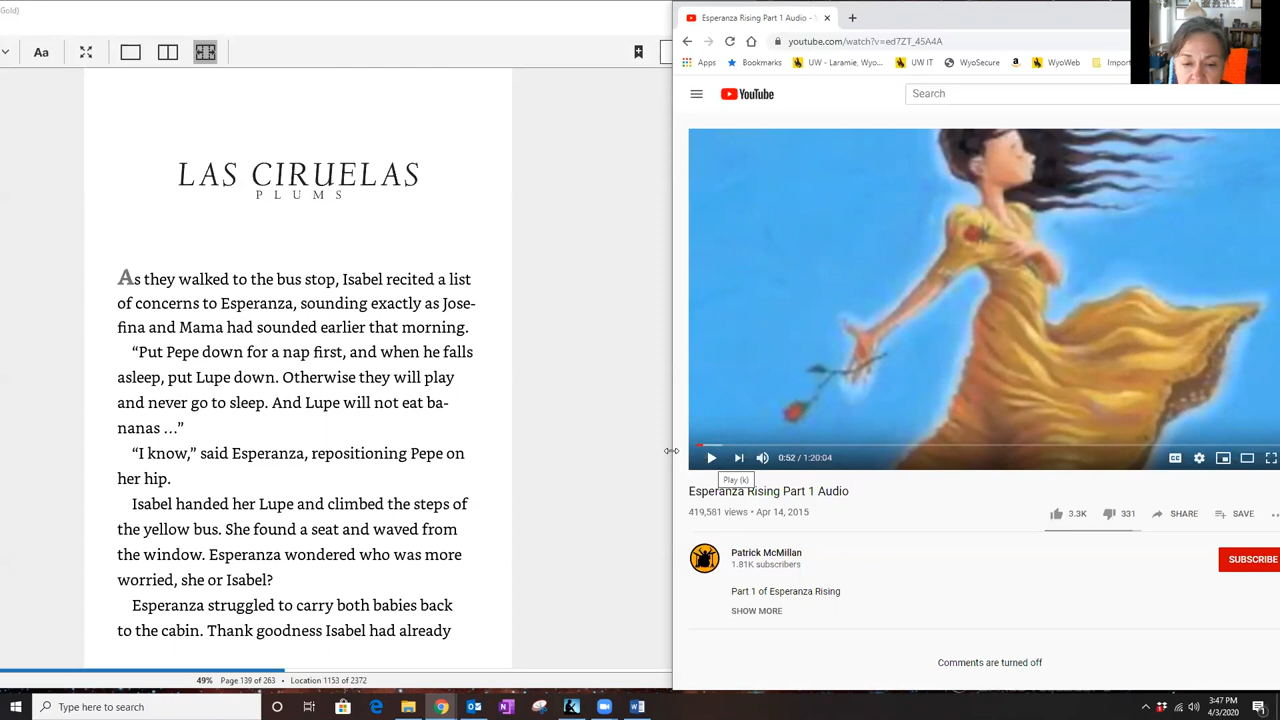 Gold)
Aa
LAS CIRUELAS
PLUMS
As they walked to the bus stop, Isabel recited a list
of concerns to Esperanza, sounding exactly as Jose-
fina and Mama had sounded earlier that morning.
“Put Pepe down for a nap first, and when he falls
asleep, put Lupe down. Otherwise they will play
and never go to sleep. And Lupe will not eat ba-
nanas …”
“I know,” said Esperanza, repositioning Pepe on
her hip.
Isabel handed her Lupe and climbed the steps of
the yellow bus. She found a seat and waved from
the window. Esperanza wondered who was more
worried, she or Isabel?
Esperanza struggled to carry both babies back
to the cabin. Thank goodness Isabel had already
49% Page 139 of 263 • Location 1153 of 2372
Esperanza Rising Part 1 Audio -
youtube.com/watch?v=ed7ZT_45A4A
Apps Bookmarks UW - Laramie, Wyo... UW IT WyoSecure WyoWeb Import
YouTube
Search
0:52 / 1:20:04
CC
Play (k)
Esperanza Rising Part 1 Audio
419,581 views • Apr 14, 2015
3.3K 331 SHARE SAVE
Patrick McMillan
1.81K subscribers
SUBSCRIBE
Part 1 of Esperanza Rising
SHOW MORE
Comments are turned off
Type here to search
3:47 PM
4/3/2020